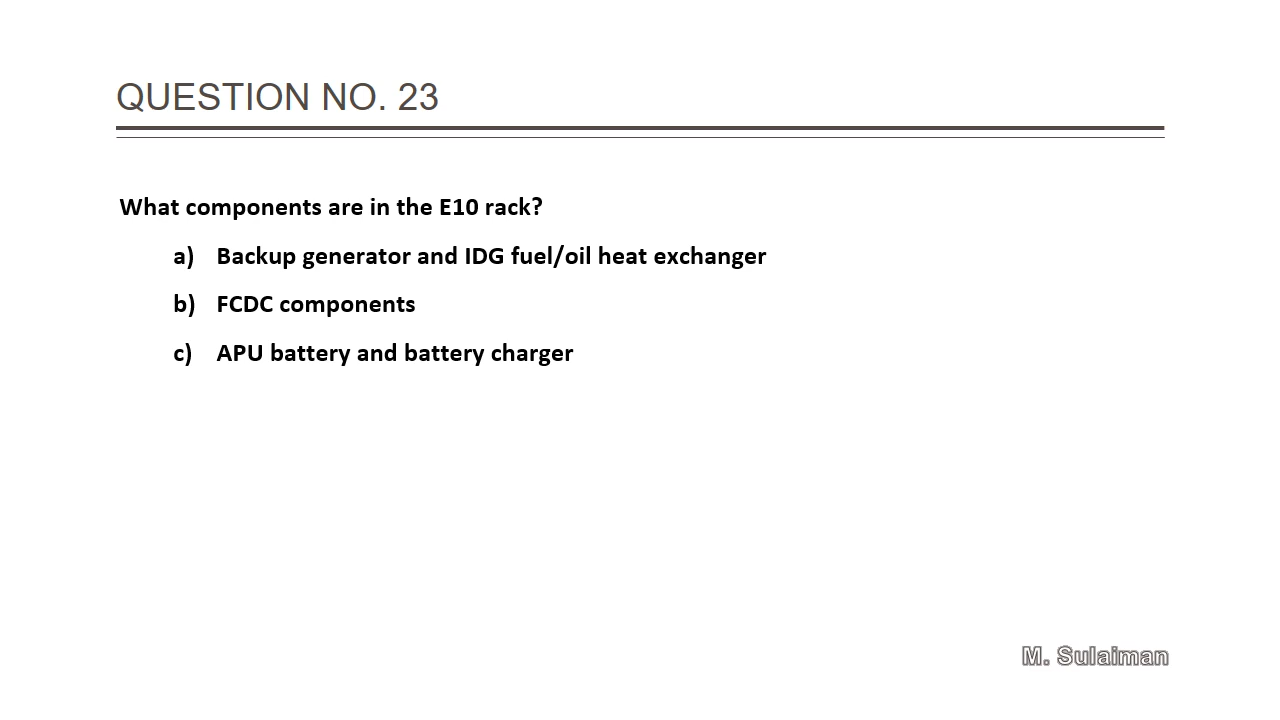 QUESTION NO. 23
What components are in the E10 rack?
a) Backup generator and IDG fuel/oil heat exchanger
b) FCDC components
c) APU battery and battery charger
M. Sulaiman